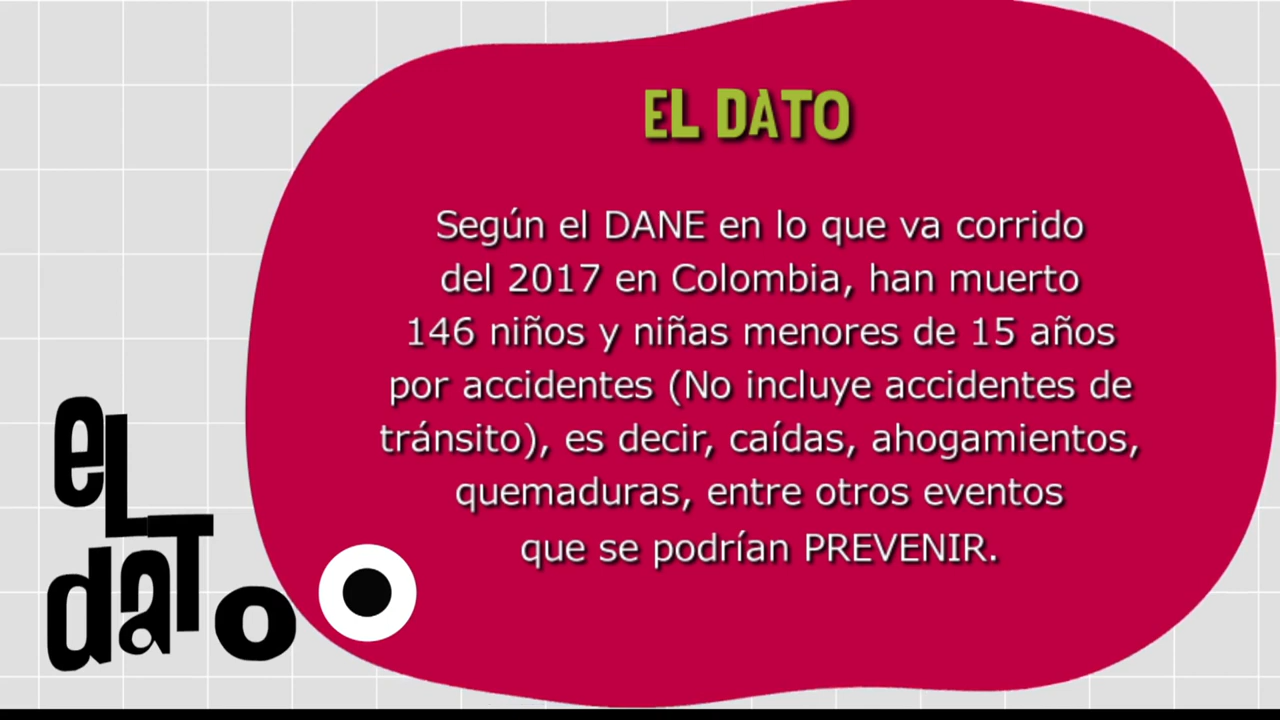 EL DATO
Según el DANE en lo que va corrido
del 2017 en Colombia, han muerto
146 niños y niñas menores de 15 años
por accidentes (No incluye accidentes de
tránsito), es decir, caídas, ahogamientos,
quemaduras, entre otros eventos
que se podrían PREVENIR.
eL
daTo